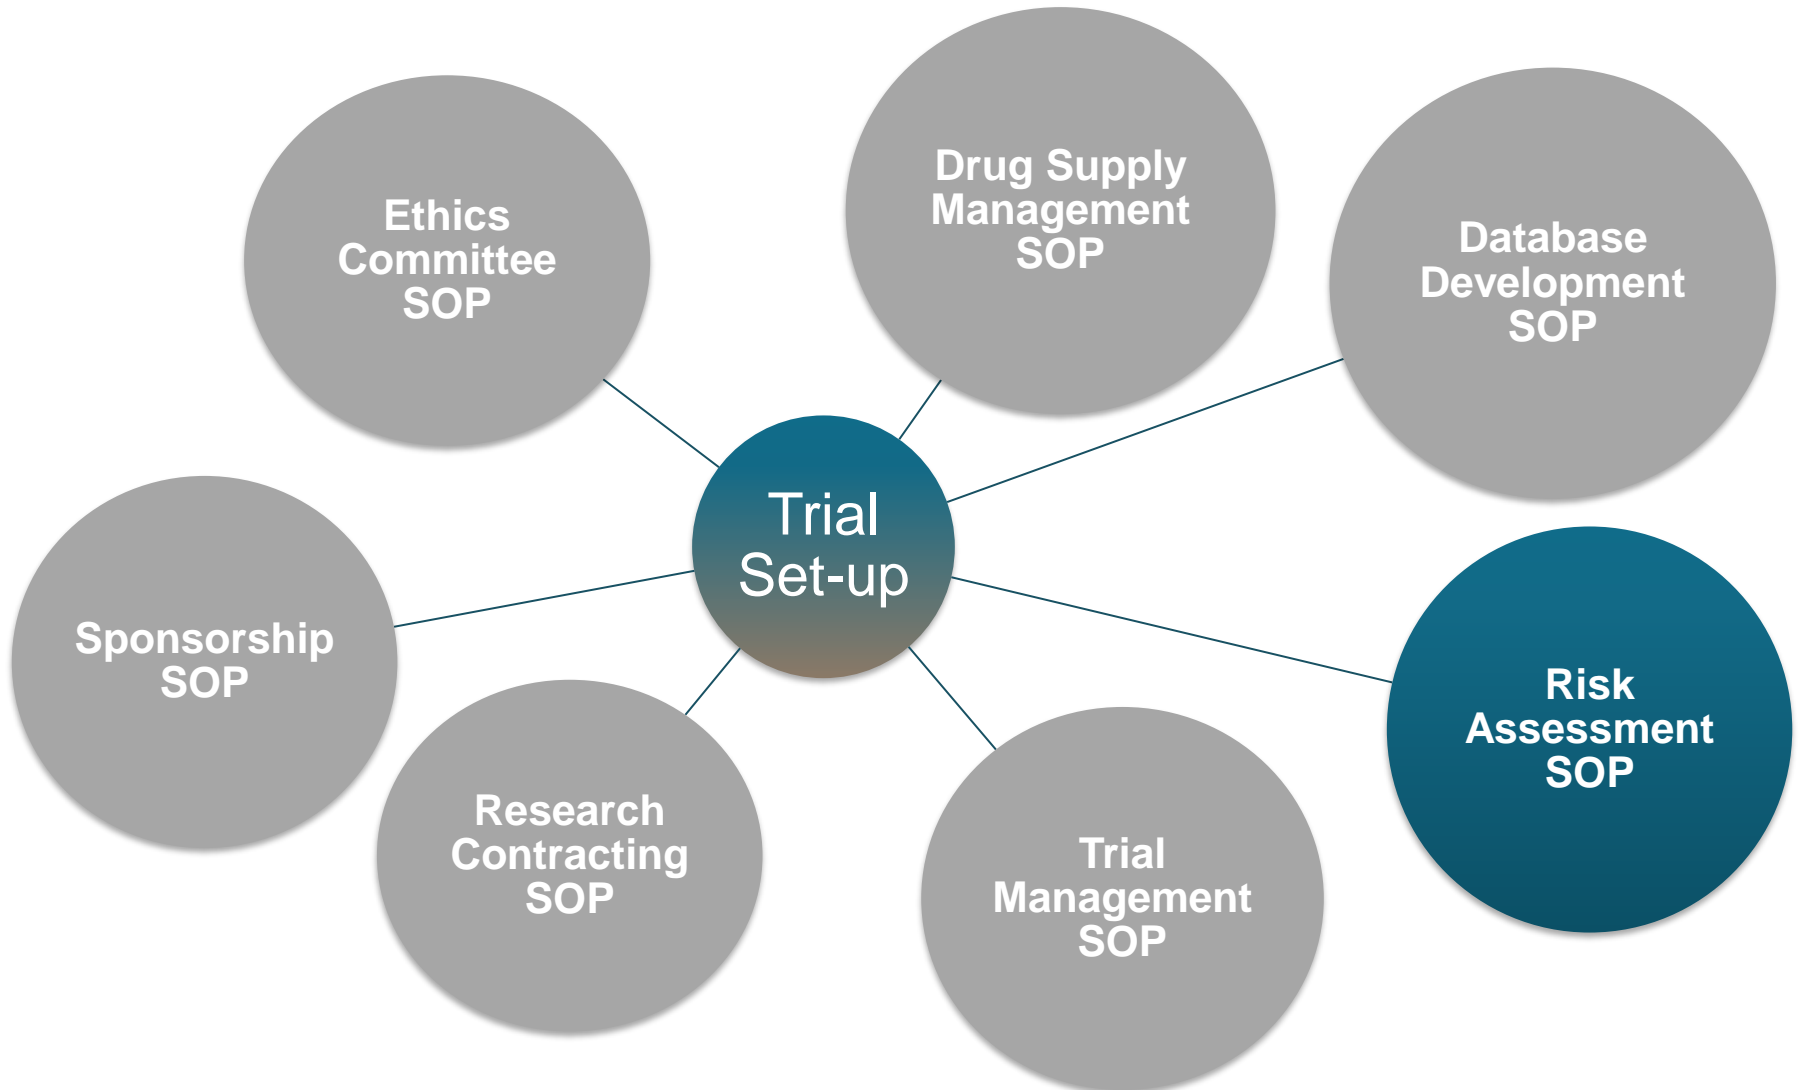 Ethics
Committee
SOP
Drug Supply
Management
SOP
Database
Development
SOP
Trial
Set-up
Sponsorship
SOP
Research
Contracting
SOP
Trial
Management
SOP
Risk
Assessment
SOP